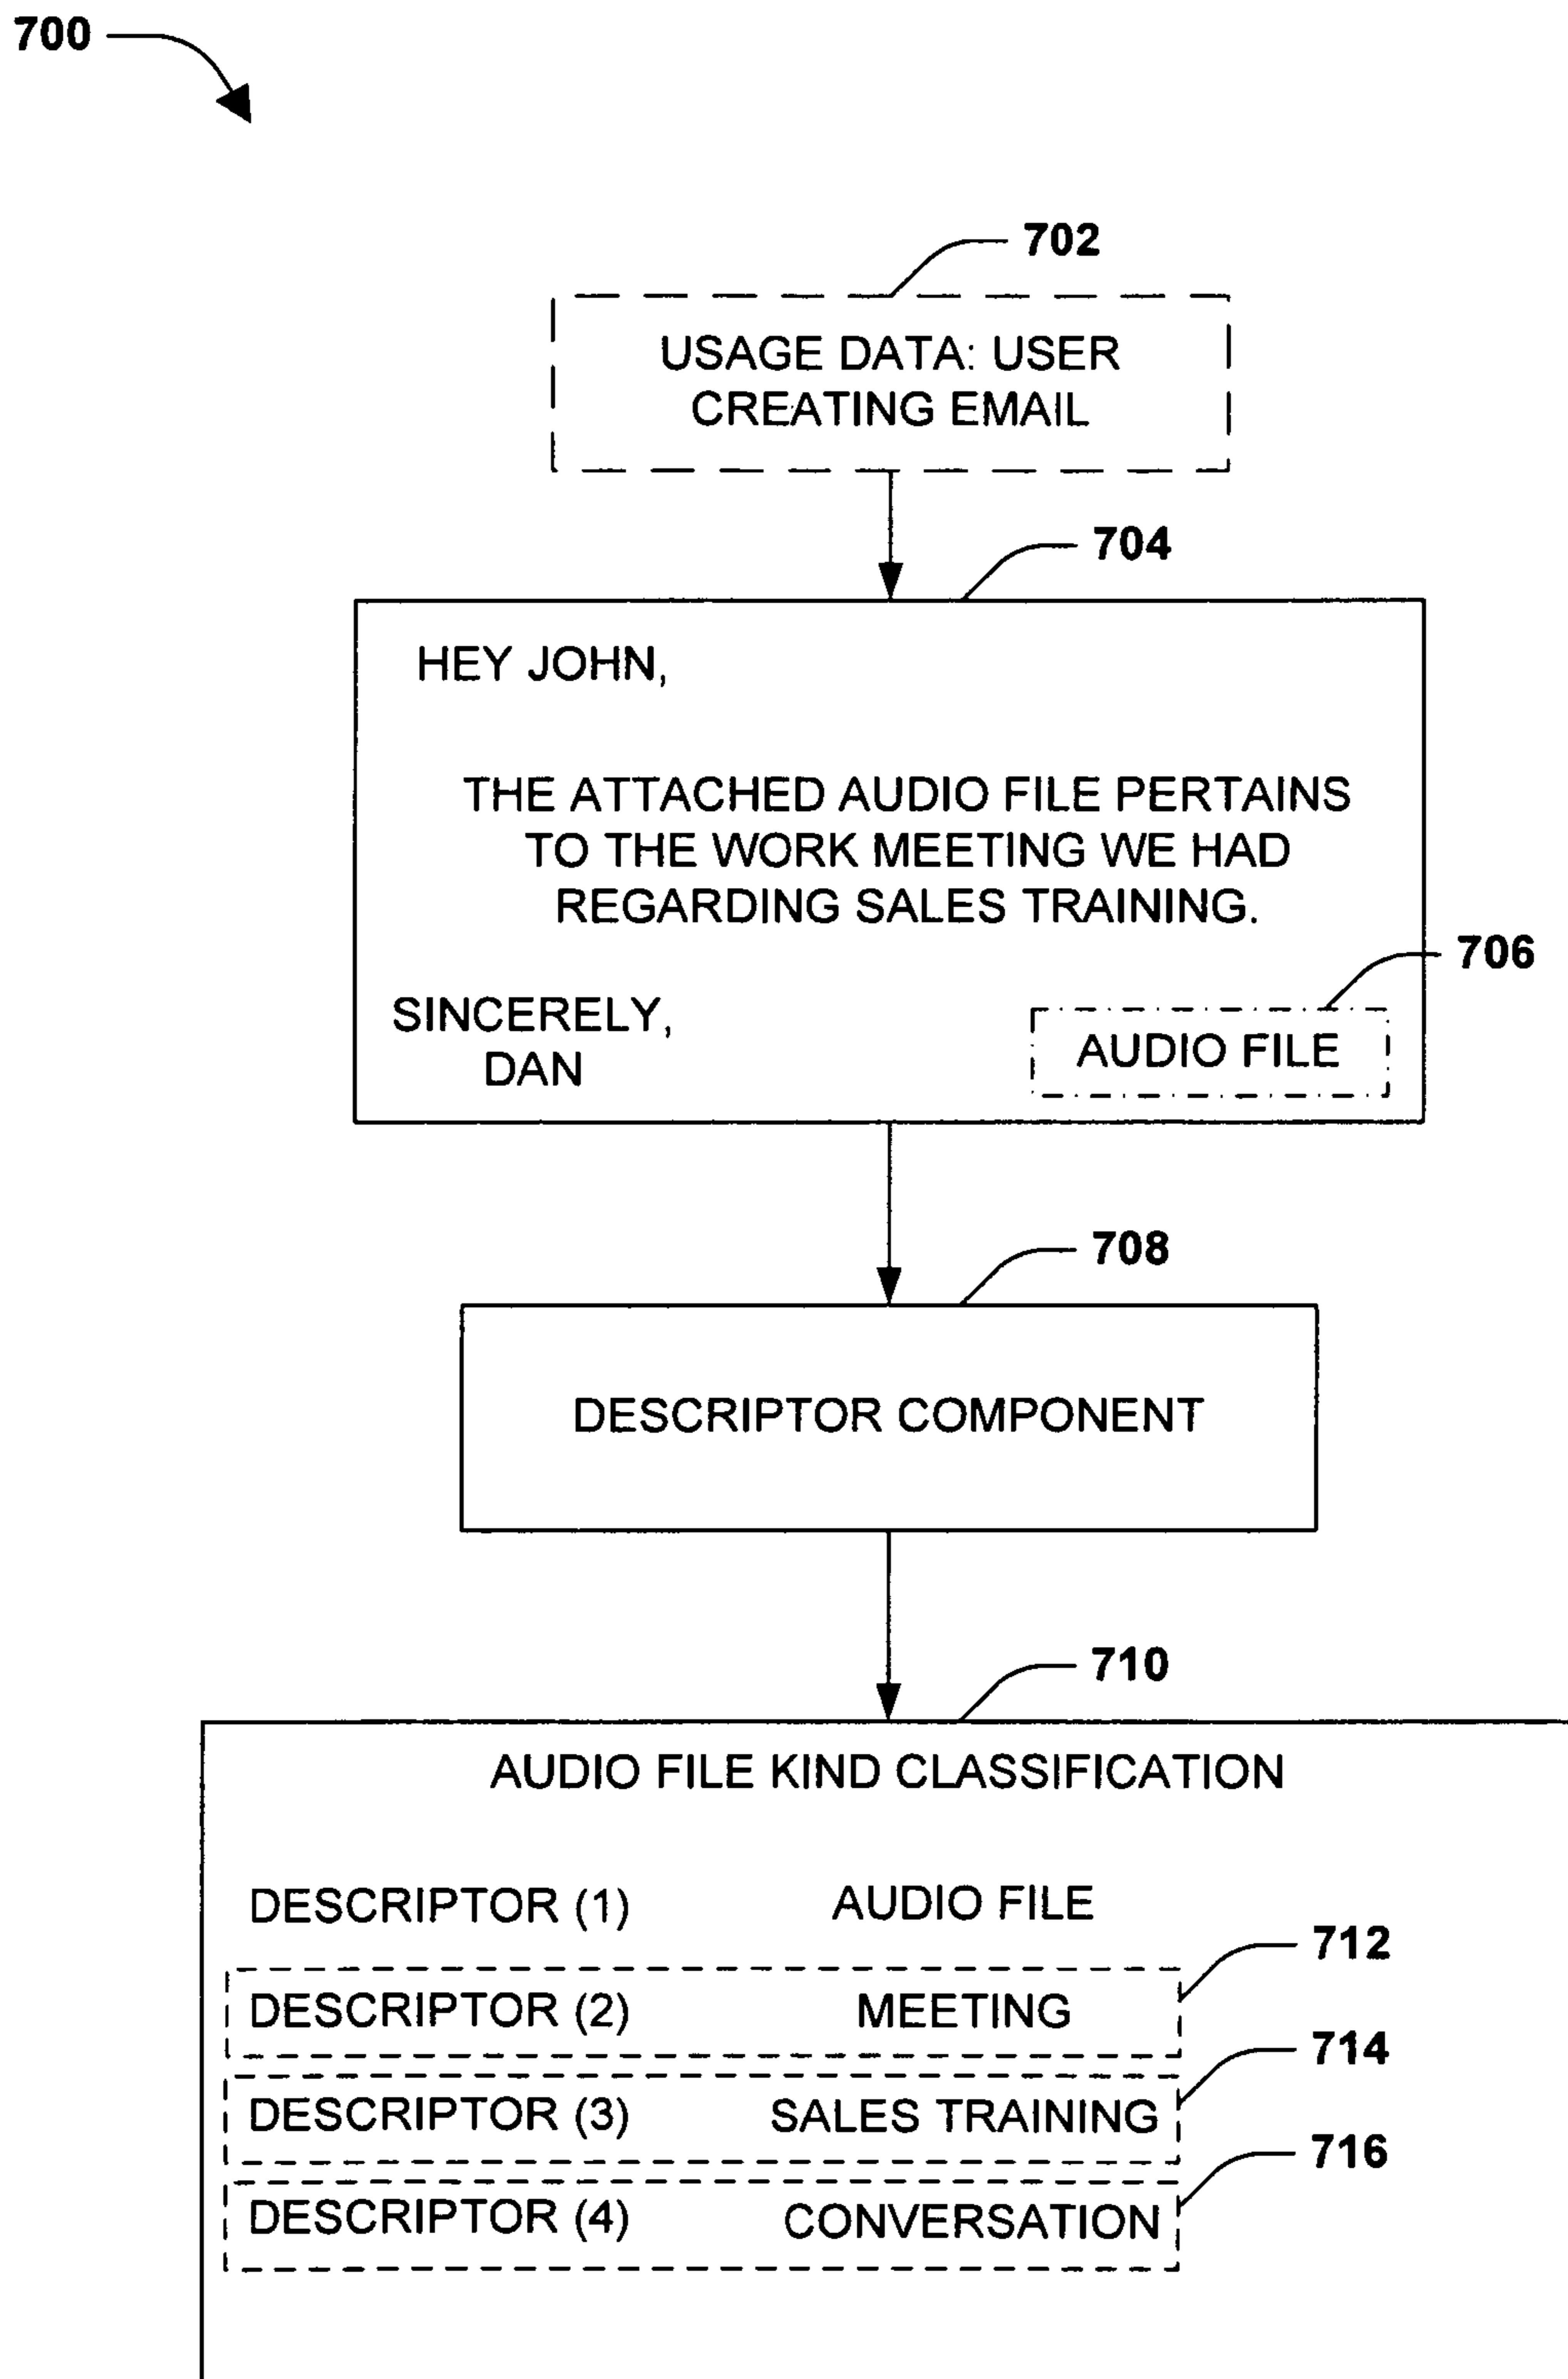 700
702
USAGE DATA: USER
CREATING EMAIL
704
HEY JOHN,
THE ATTACHED AUDIO FILE PERTAINS
TO THE WORK MEETING WE HAD
REGARDING SALES TRAINING.
706
SINCERELY,
DAN
AUDIO FILE
708
DESCRIPTOR COMPONENT
710
AUDIO FILE KIND CLASSIFICATION
DESCRIPTOR (1) AUDIO FILE
712
DESCRIPTOR (2) MEETING
714
DESCRIPTOR (3) SALES TRAINING
716
DESCRIPTOR (4) CONVERSATION